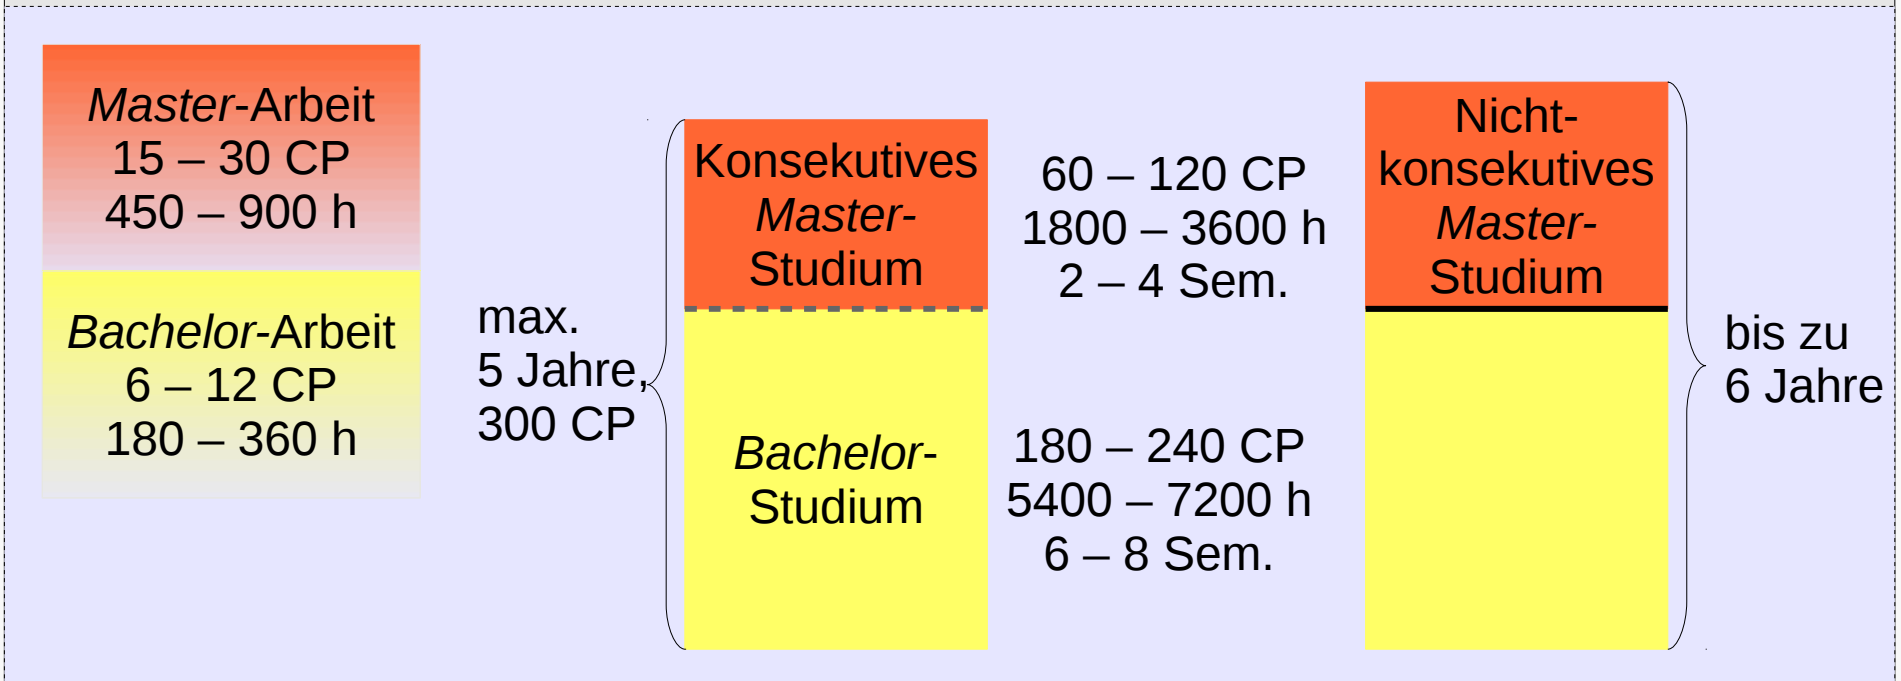 Master-Arbeit
15 – 30 CP
450 – 900 h
Bachelor-Arbeit
6 – 12 CP
180 – 360 h
max.
5 Jahre,
300 CP
Konsekutives
Master-
Studium
Bachelor-
Studium
60 – 120 CP
1800 – 3600 h
2 – 4 Sem.
180 – 240 CP
5400 – 7200 h
6 – 8 Sem.
Nicht-
konsekutives
Master-
Studium
bis zu
6 Jahre